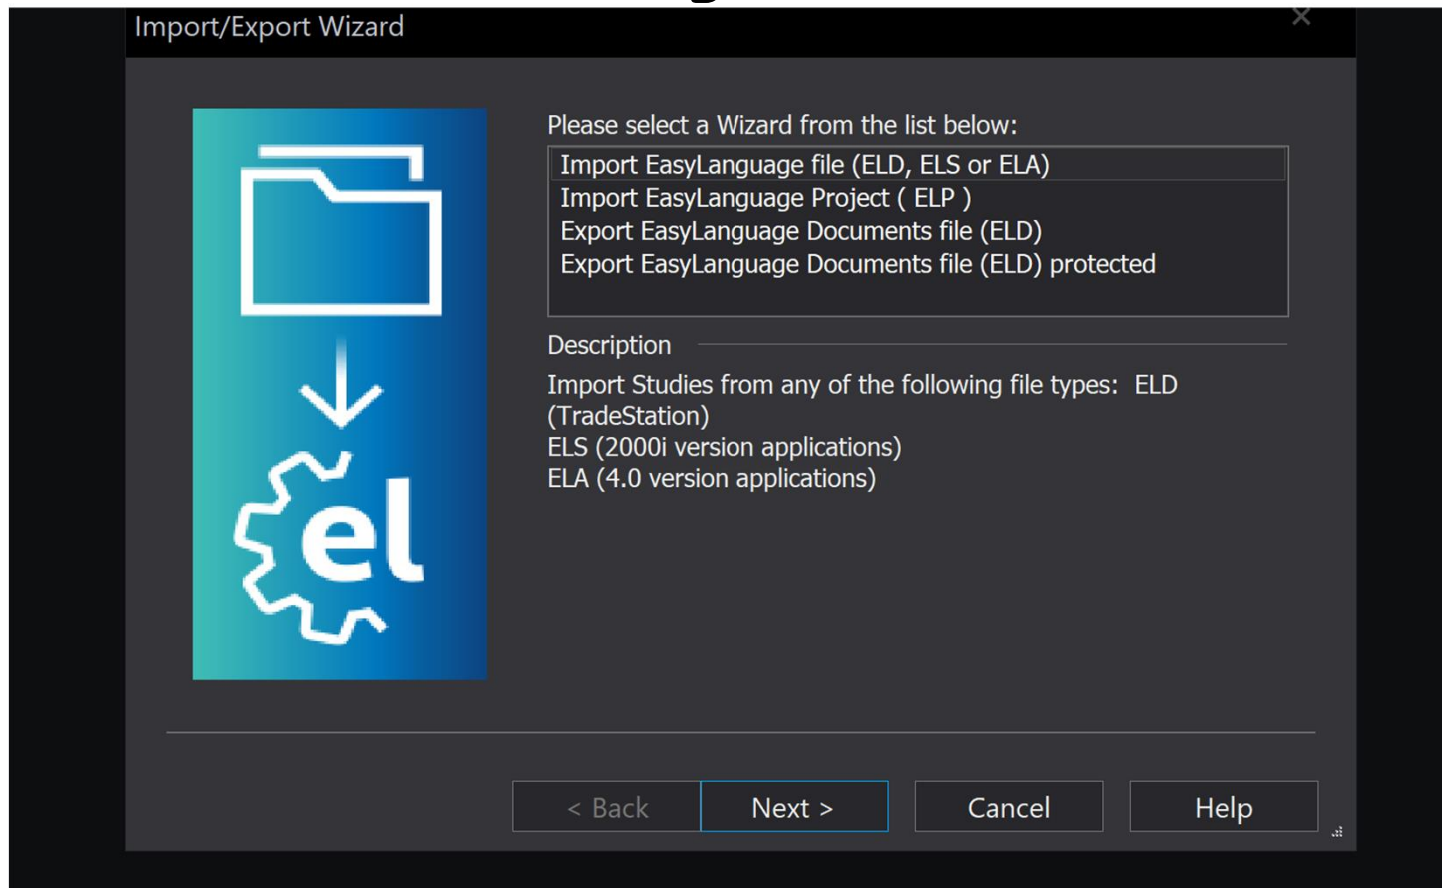 Import/Export Wizard
Please select a Wizard from the list below:
Import EasyLanguage file (ELD, ELS or ELA)
Import EasyLanguage Project ( ELP )
Export EasyLanguage Documents file (ELD)
Export EasyLanguage Documents file (ELD) protected
Description
Import Studies from any of the following file types:  ELD
(TradeStation)
ELS (2000i version applications)
ELA (4.0 version applications)
el
< Back
Next >
Cancel
Help